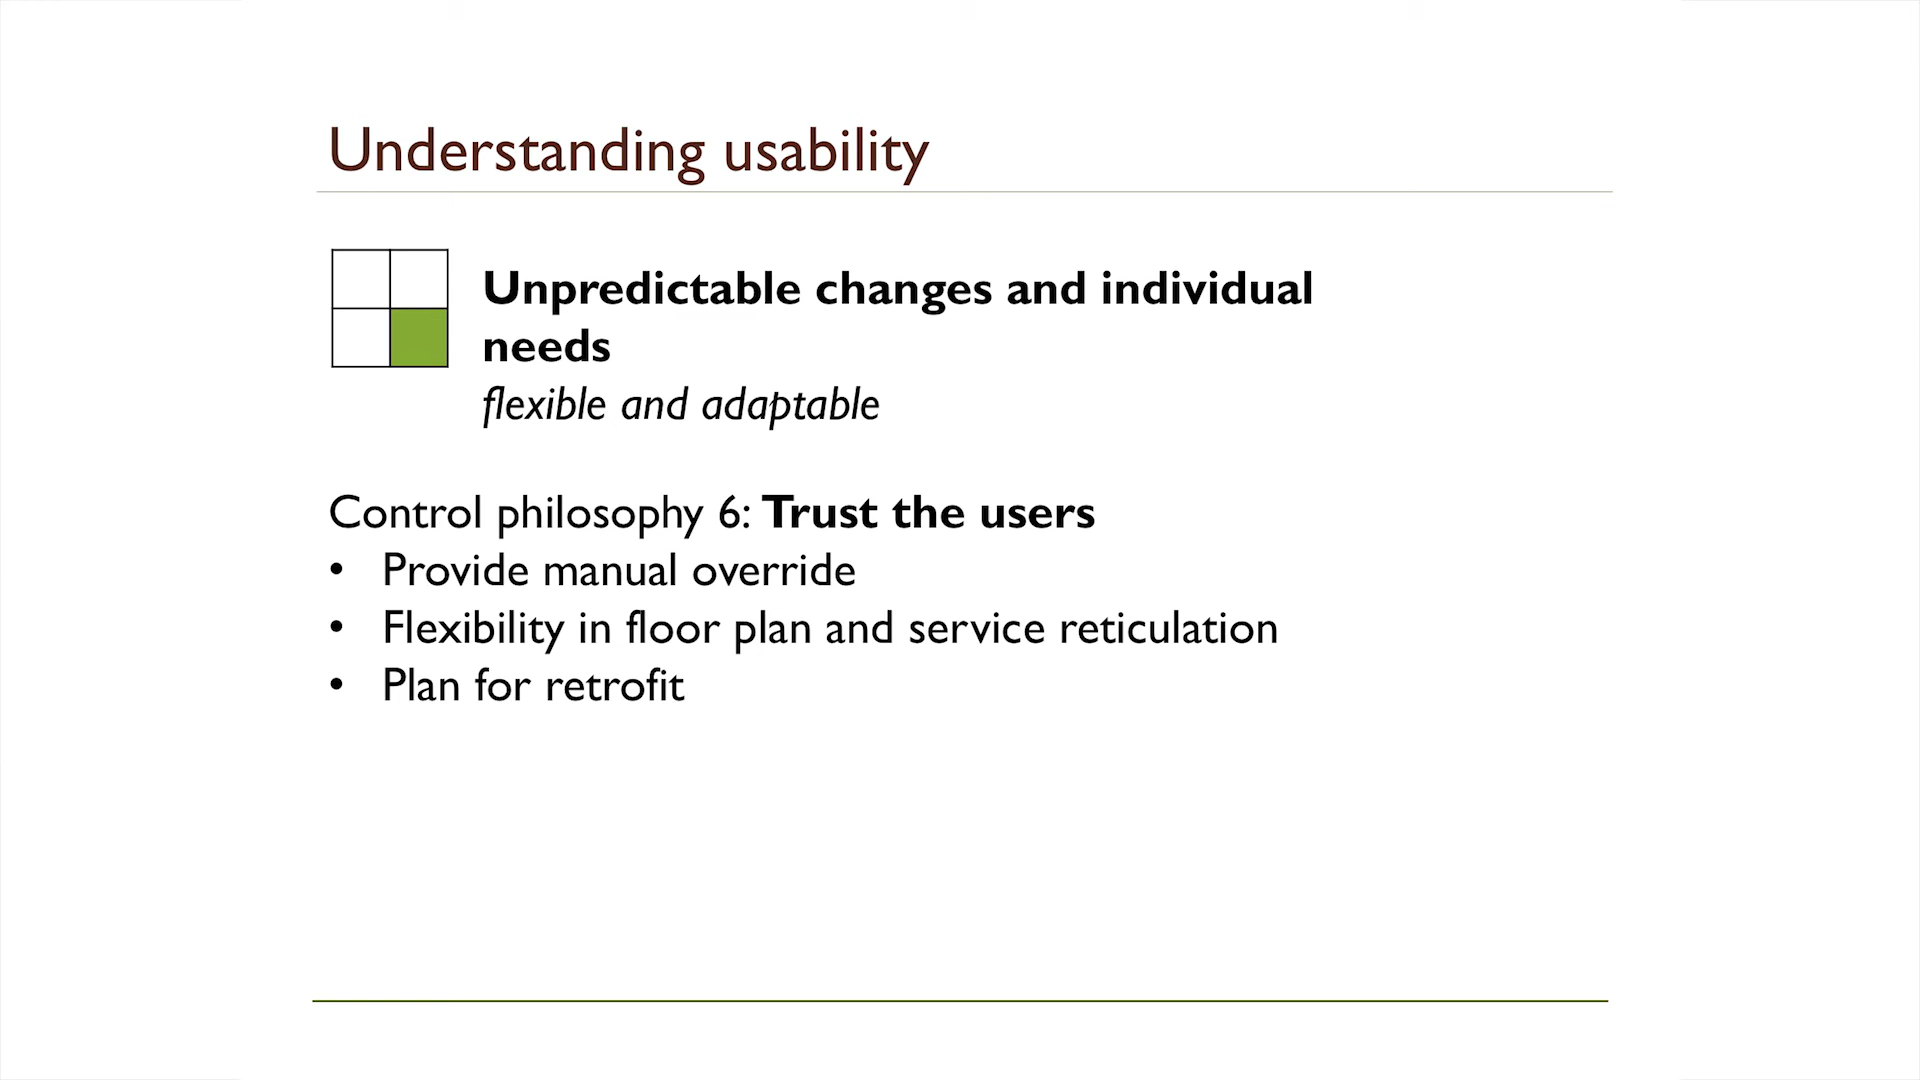 Understanding usability
Unpredictable changes and individual
needs
flexible and adaptable
Control philosophy 6: Trust the users
• Provide manual override
• Flexibility in floor plan and service reticulation
• Plan for retrofit